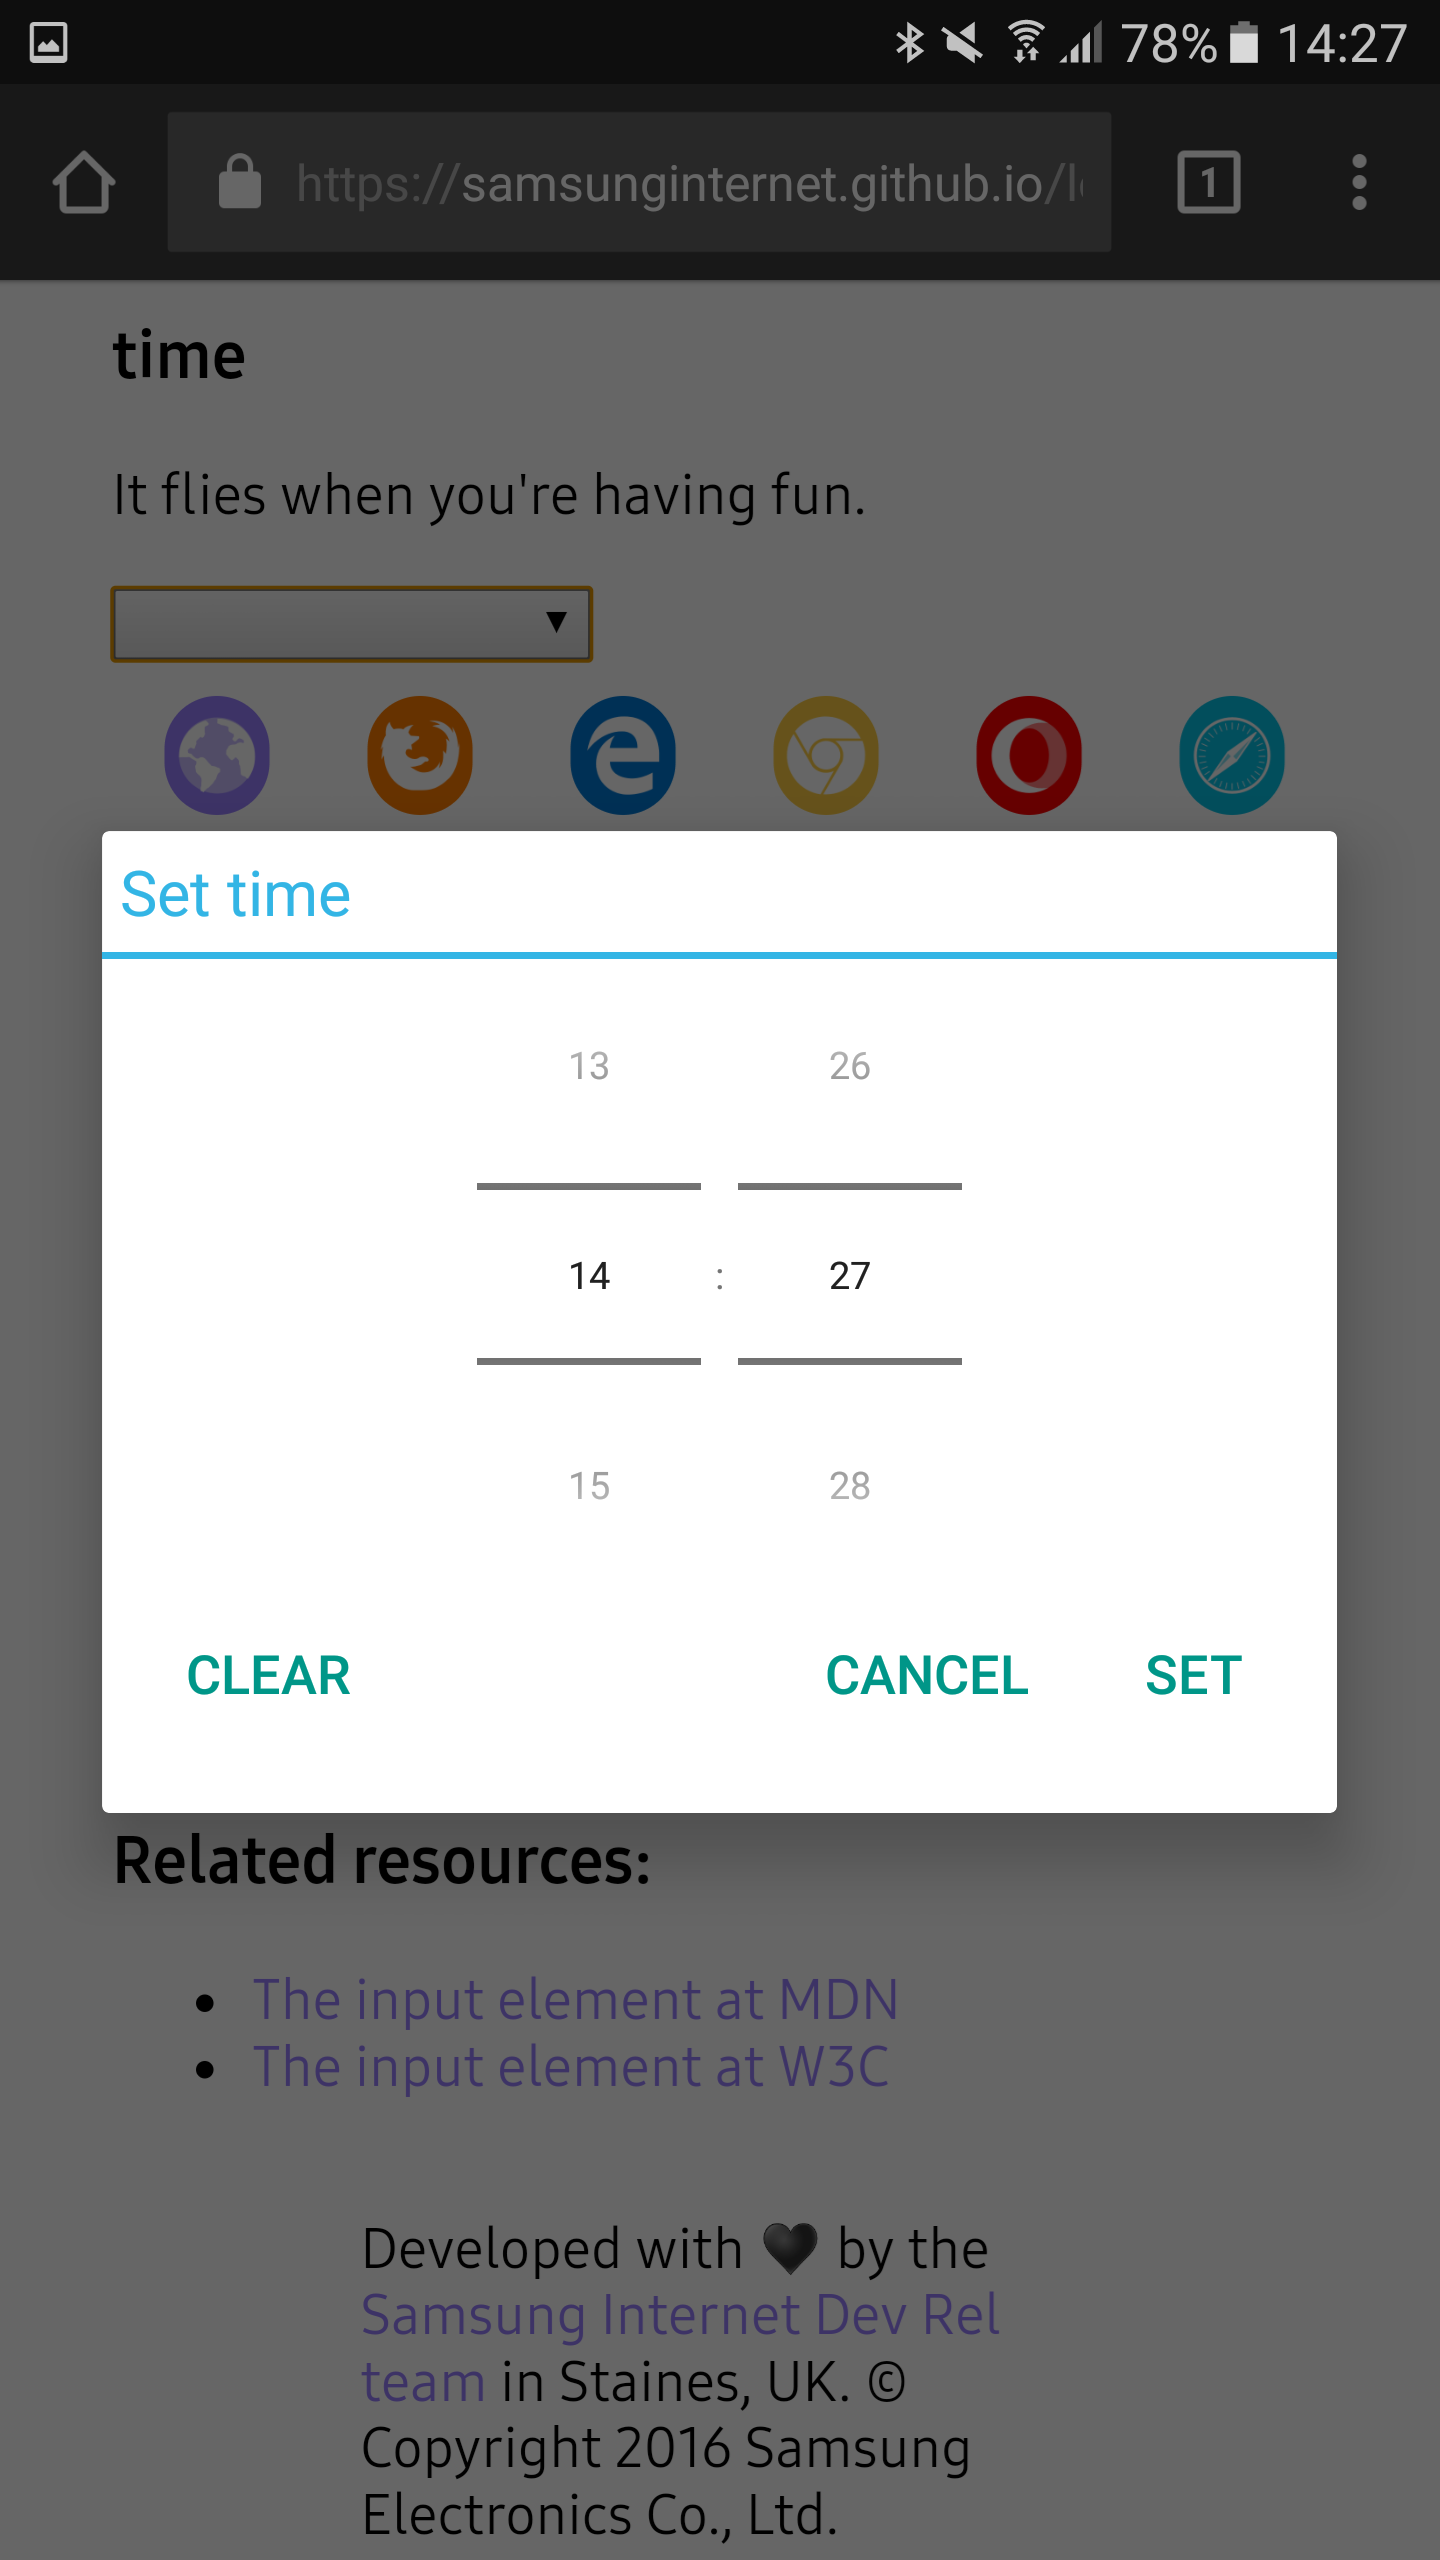 78% 14:27
https://samsunginternet.github.io/l
1
time
It flies when you're having fun.
Set time
13 26
14 : 27
15 28
CLEAR CANCEL SET
Related resources:
• The input element at MDN
• The input element at W3C
Developed with 🖤 by the
Samsung Internet Dev Rel
team in Staines, UK. ©
Copyright 2016 Samsung
Electronics Co., Ltd.